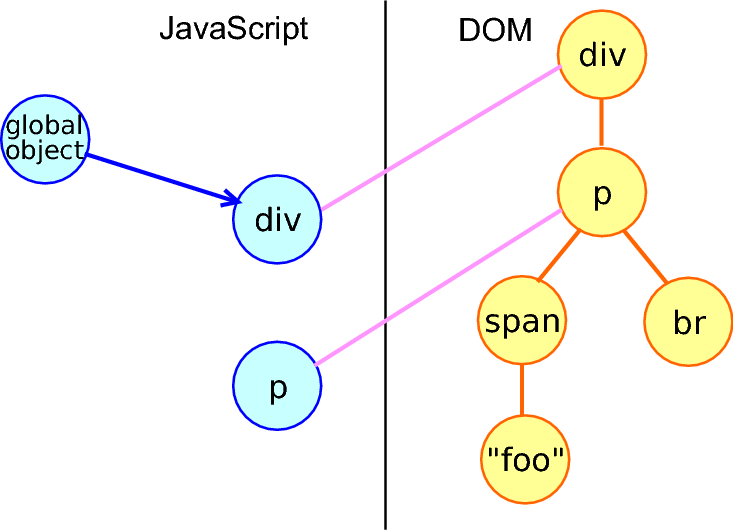 JavaScript
DOM
global
object
div
p
div
p
span
br
"foo"